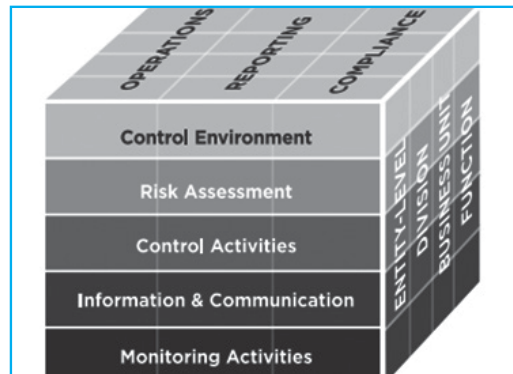 OPERATIONS
REPORTING
COMPLIANCE
Control Environment
Risk Assessment
Control Activities
Information & Communication
Monitoring Activities
ENTITY-LEVEL
DIVISION
BUSINESS UNIT
FUNCTION